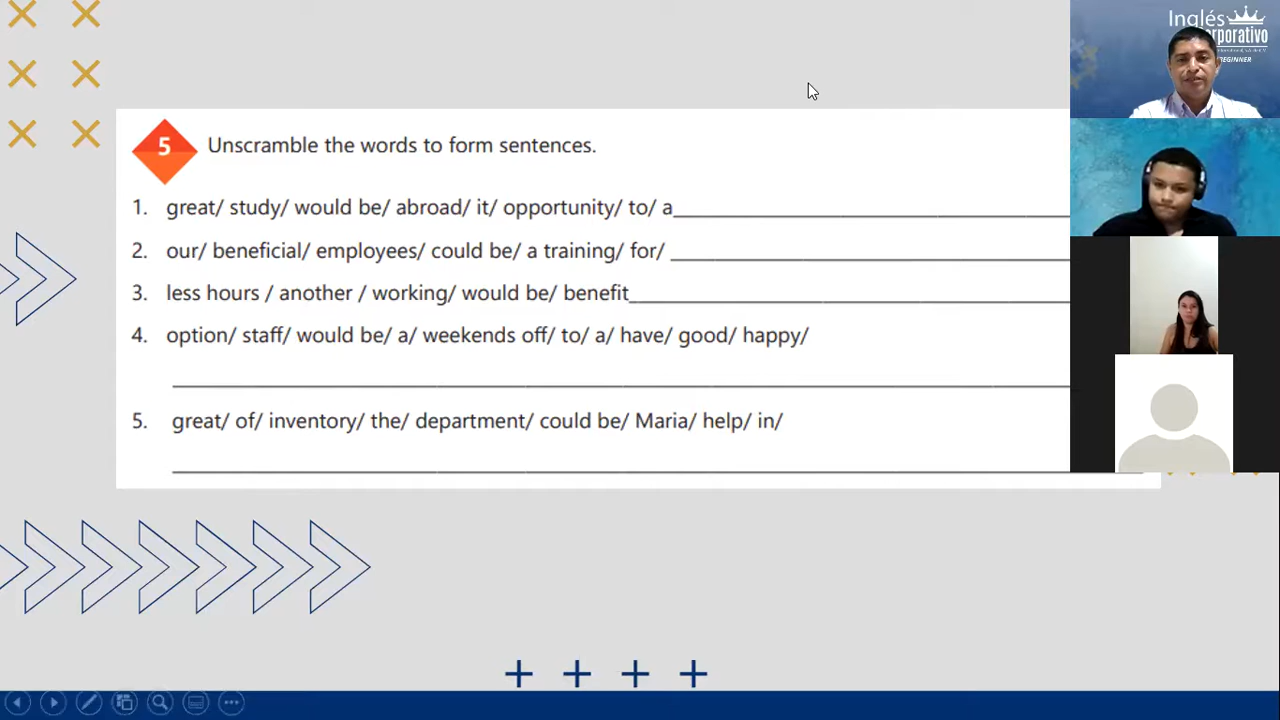 Inglés
Corporativo
BEGINNER
5 Unscramble the words to form sentences.
1. great/ study/ would be/ abroad/ it/ opportunity/ to/ a
2. our/ beneficial/ employees/ could be/ a training/ for/
3. less hours / another / working/ would be/ benefit
4. option/ staff/ would be/ a/ weekends off/ to/ a/ have/ good/ happy/
5. great/ of/ inventory/ the/ department/ could be/ Maria/ help/ in/